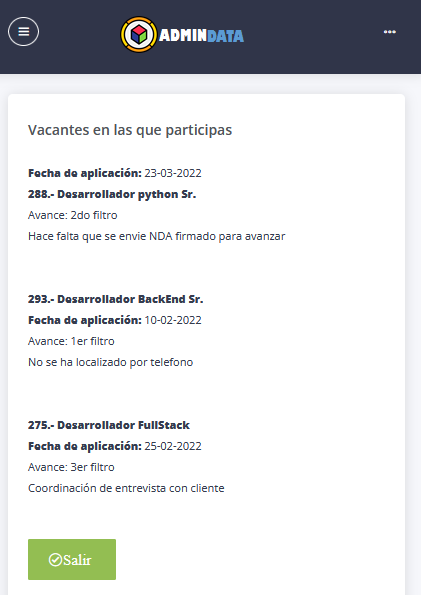 ADMINDATA
Vacantes en las que participas
Fecha de aplicación: 23-03-2022
288.- Desarrollador python Sr.
Avance: 2do filtro
Hace falta que se envie NDA firmado para avanzar
293.- Desarrollador BackEnd Sr.
Fecha de aplicación: 10-02-2022
Avance: 1er filtro
No se ha localizado por telefono
275.- Desarrollador FullStack
Fecha de aplicación: 25-02-2022
Avance: 3er filtro
Coordinación de entrevista con cliente
Salir